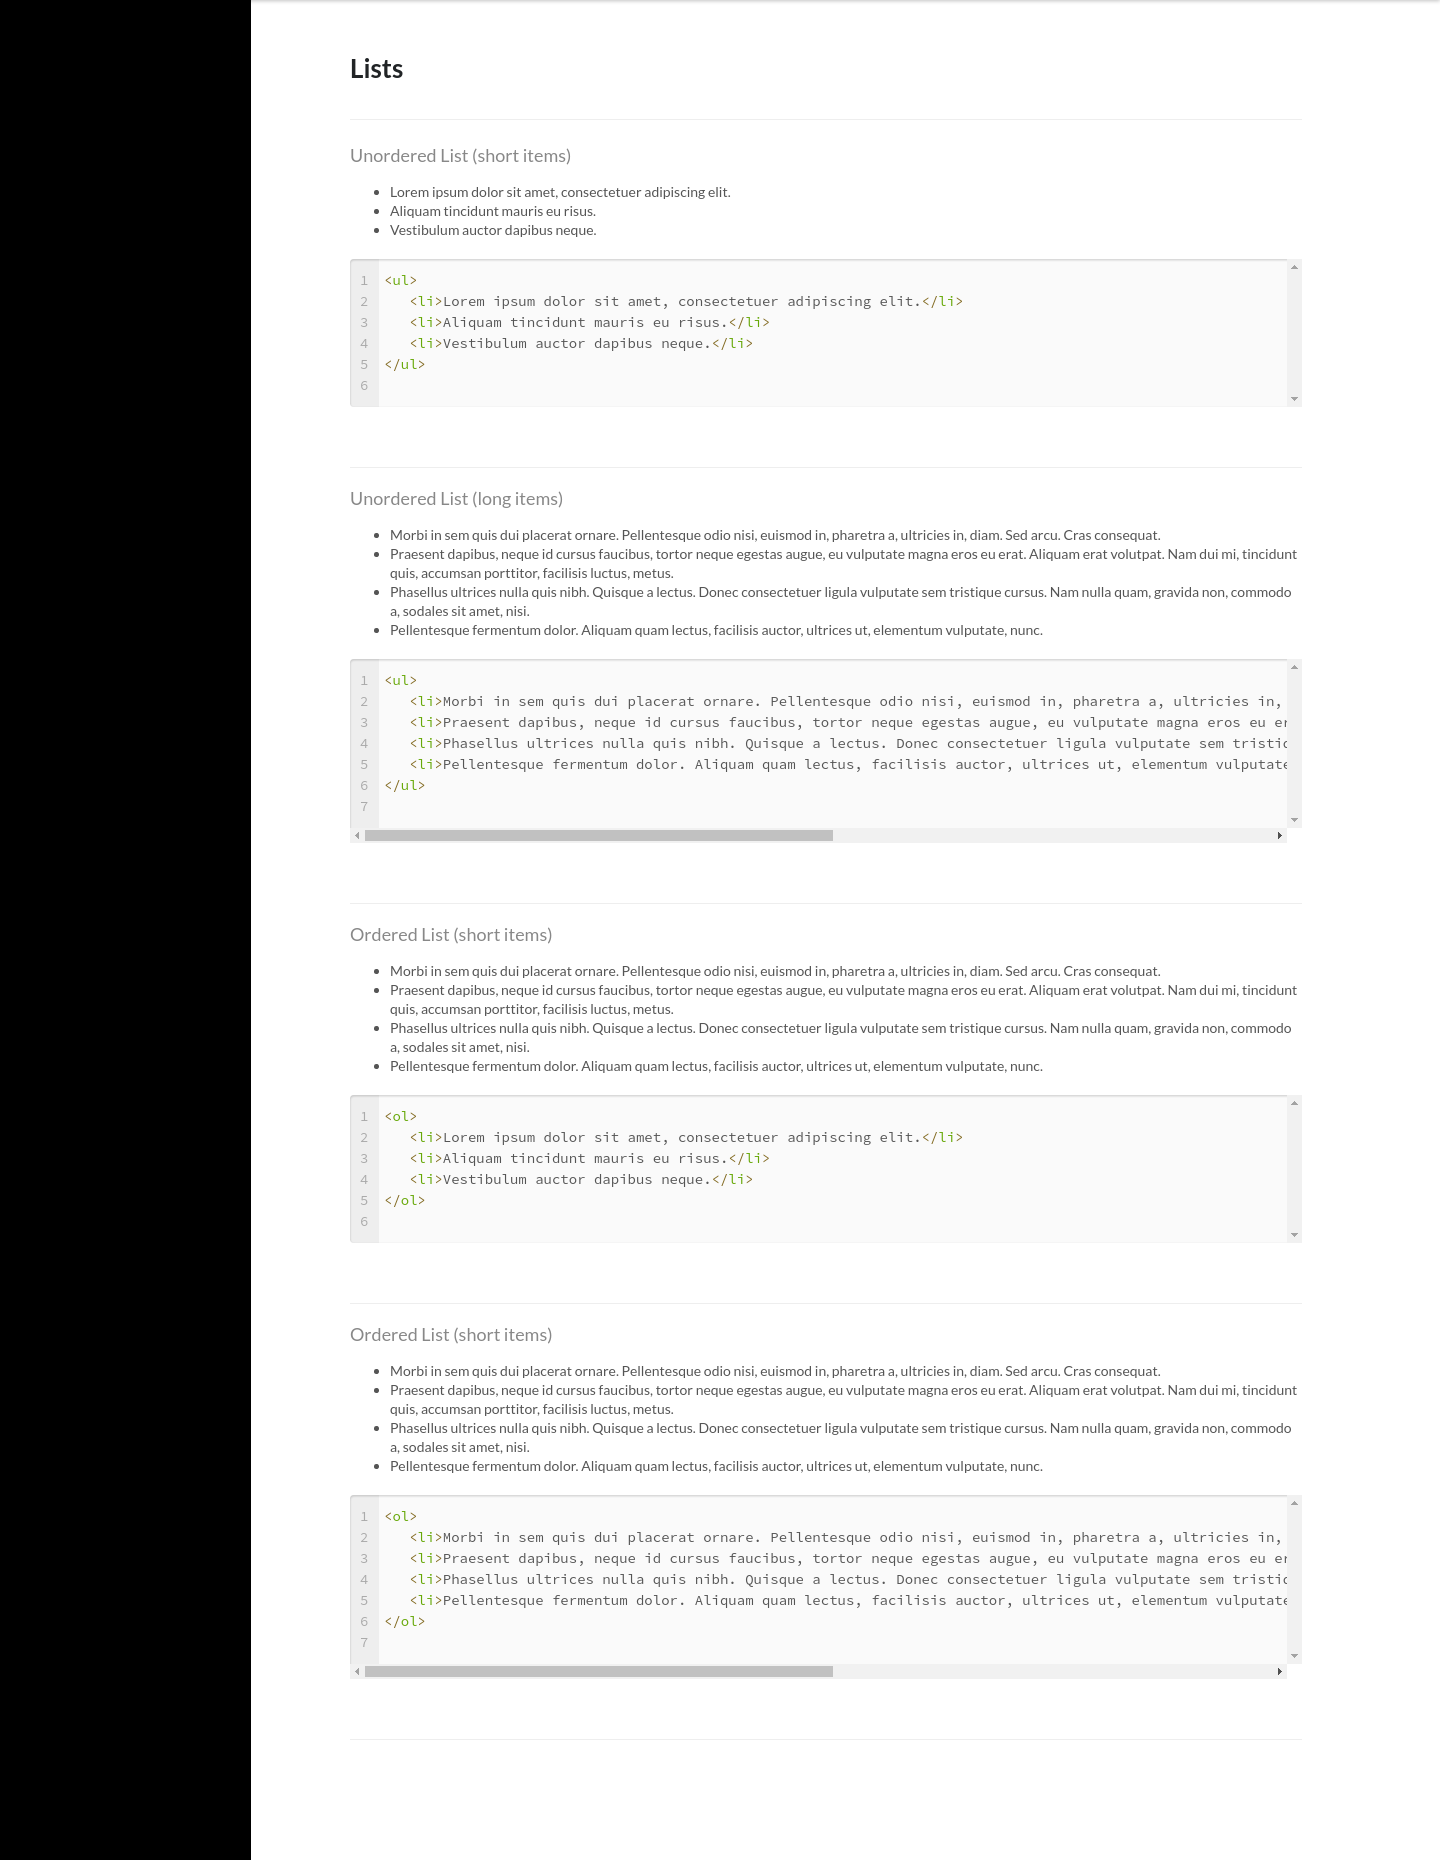 Lists
Unordered List (short items)
Lorem ipsum dolor sit amet, consectetuer adipiscing elit.
Aliquam tincidunt mauris eu risus.
Vestibulum auctor dapibus neque.
1 <ul>
2 <li>Lorem ipsum dolor sit amet, consectetuer adipiscing elit.</li>
3 <li>Aliquam tincidunt mauris eu risus.</li>
4 <li>Vestibulum auctor dapibus neque.</li>
5 </ul>
6
Unordered List (long items)
Morbi in sem quis dui placerat ornare. Pellentesque odio nisi, euismod in, pharetra a, ultricies in, diam. Sed arcu. Cras consequat.
Praesent dapibus, neque id cursus faucibus, tortor neque egestas augue, eu vulputate magna eros eu erat. Aliquam erat volutpat. Nam dui mi, tincidunt
quis, accumsan porttitor, facilisis luctus, metus.
Phasellus ultrices nulla quis nibh. Quisque a lectus. Donec consectetuer ligula vulputate sem tristique cursus. Nam nulla quam, gravida non, commodo
a, sodales sit amet, nisi.
Pellentesque fermentum dolor. Aliquam quam lectus, facilisis auctor, ultrices ut, elementum vulputate, nunc.
1 <ul>
2 <li>Morbi in sem quis dui placerat ornare. Pellentesque odio nisi, euismod in, pharetra a, ultricies in,
3 <li>Praesent dapibus, neque id cursus faucibus, tortor neque egestas augue, eu vulputate magna eros eu
4 <li>Phasellus ultrices nulla quis nibh. Quisque a lectus. Donec consectetuer ligula vulputate sem
5 <li>Pellentesque fermentum dolor. Aliquam quam lectus, facilisis auctor, ultrices ut, elementum vulputate
6 </ul>
7
Ordered List (short items)
Morbi in sem quis dui placerat ornare. Pellentesque odio nisi, euismod in, pharetra a, ultricies in, diam. Sed arcu. Cras consequat.
Praesent dapibus, neque id cursus faucibus, tortor neque egestas augue, eu vulputate magna eros eu erat. Aliquam erat volutpat. Nam dui mi, tincidunt
quis, accumsan porttitor, facilisis luctus, metus.
Phasellus ultrices nulla quis nibh. Quisque a lectus. Donec consectetuer ligula vulputate sem tristique cursus. Nam nulla quam, gravida non, commodo
a, sodales sit amet, nisi.
Pellentesque fermentum dolor. Aliquam quam lectus, facilisis auctor, ultrices ut, elementum vulputate, nunc.
1 <ol>
2 <li>Lorem ipsum dolor sit amet, consectetuer adipiscing elit.</li>
3 <li>Aliquam tincidunt mauris eu risus.</li>
4 <li>Vestibulum auctor dapibus neque.</li>
5 </ol>
6
Ordered List (short items)
Morbi in sem quis dui placerat ornare. Pellentesque odio nisi, euismod in, pharetra a, ultricies in, diam. Sed arcu. Cras consequat.
Praesent dapibus, neque id cursus faucibus, tortor neque egestas augue, eu vulputate magna eros eu erat. Aliquam erat volutpat. Nam dui mi, tincidunt
quis, accumsan porttitor, facilisis luctus, metus.
Phasellus ultrices nulla quis nibh. Quisque a lectus. Donec consectetuer ligula vulputate sem tristique cursus. Nam nulla quam, gravida non, commodo
a, sodales sit amet, nisi.
Pellentesque fermentum dolor. Aliquam quam lectus, facilisis auctor, ultrices ut, elementum vulputate, nunc.
1 <ol>
2 <li>Morbi in sem quis dui placerat ornare. Pellentesque odio nisi, euismod in, pharetra a, ultricies in,
3 <li>Praesent dapibus, neque id cursus faucibus, tortor neque egestas augue, eu vulputate magna eros eu
4 <li>Phasellus ultrices nulla quis nibh. Quisque a lectus. Donec consectetuer ligula vulputate sem
5 <li>Pellentesque fermentum dolor. Aliquam quam lectus, facilisis auctor, ultrices ut, elementum vulputate
6 </ol>
7